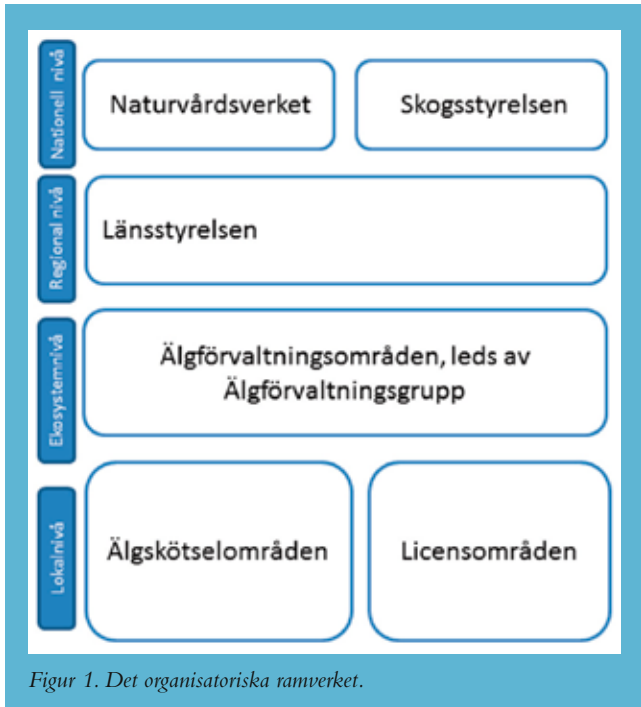 Nationell nivå
Naturvårdsverket
Skogsstyrelsen
Regional nivå
Länsstyrelsen
Ekosystemnivå
Älgförvaltningsområden, leds av
Älgförvaltningsgrupp
Lokalnivå
Älgskötselområden
Licensområden
Figur 1. Det organisatoriska ramverket.